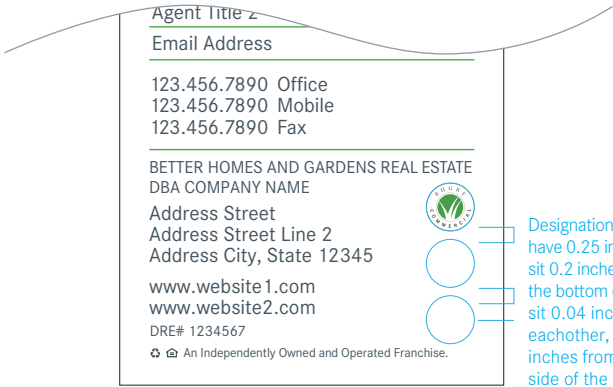 Agent Title 2
Email Address
123.456.7890 Office
123.456.7890 Mobile
123.456.7890 Fax
BETTER HOMES AND GARDENS REAL ESTATE
DBA COMPANY NAME
BHGRE
COMMERCIAL
Address Street
Address Street Line 2
Address City, State 12345
www.website1.com
www.website2.com
DRE# 1234567
An Independently Owned and Operated Franchise.
Designation
have 0.25
sit 0.2
the bottom
sit 0.04
eachother,
inches from
side of the